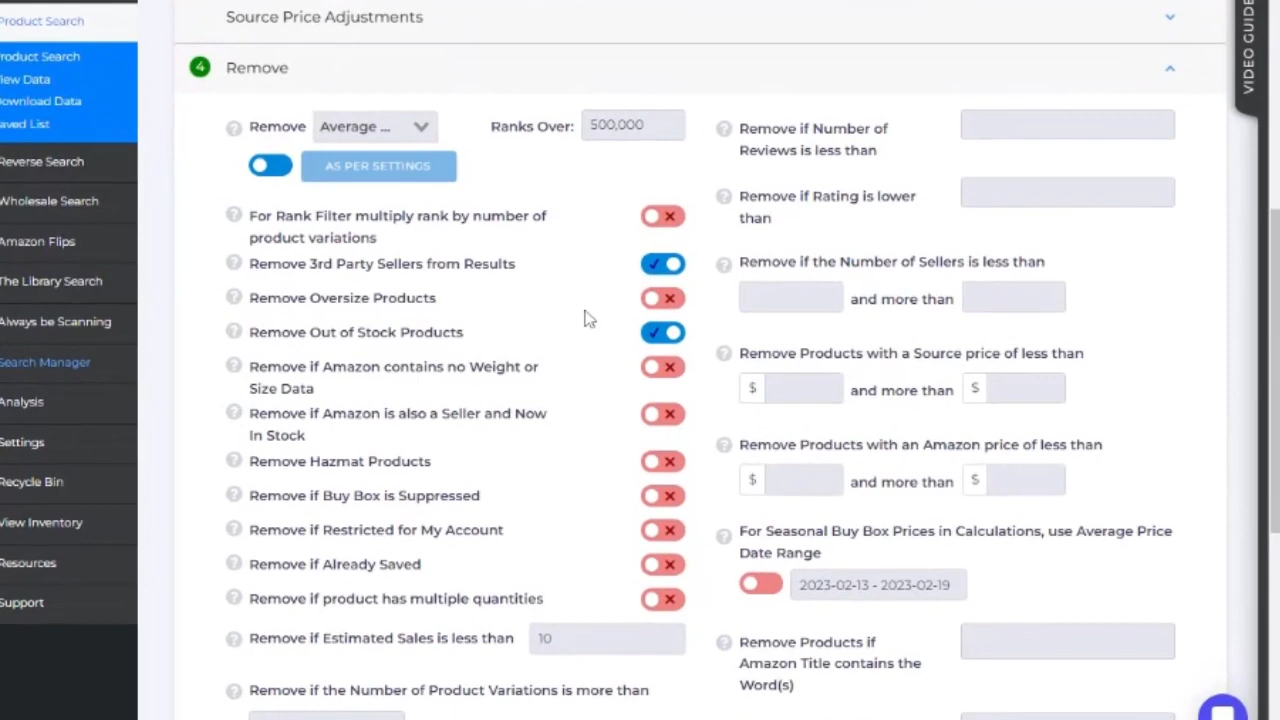 Product Search
Product Search
View Data
Download Data
Saved List
Reverse Search
Wholesale Search
Amazon Flips
The Library Search
Always be Scanning
Search Manager
Analysis
Settings
Recycle Bin
View Inventory
Resources
Support
Source Price Adjustments
4 Remove
Remove Average ... Ranks Over: 500,000
AS PER SETTINGS
For Rank Filter multiply rank by number of
product variations
Remove 3rd Party Sellers from Results
Remove Oversize Products
Remove Out of Stock Products
Remove if Amazon contains no Weight or
Size Data
Remove if Amazon is also a Seller and Now
In Stock
Remove Hazmat Products
Remove if Buy Box is Suppressed
Remove if Restricted for My Account
Remove if Already Saved
Remove if product has multiple quantities
Remove if Estimated Sales is less than 10
Remove if the Number of Product Variations is more than
Remove if Number of
Reviews is less than
Remove if Rating is lower
than
Remove if the Number of Sellers is less than
and more than
Remove Products with a Source price of less than
$ and more than $
Remove Products with an Amazon price of less than
$ and more than $
For Seasonal Buy Box Prices in Calculations, use Average Price
Date Range
2023-02-13 - 2023-02-19
Remove Products if
Amazon Title contains the
Word(s)
VIDEO GUIDE